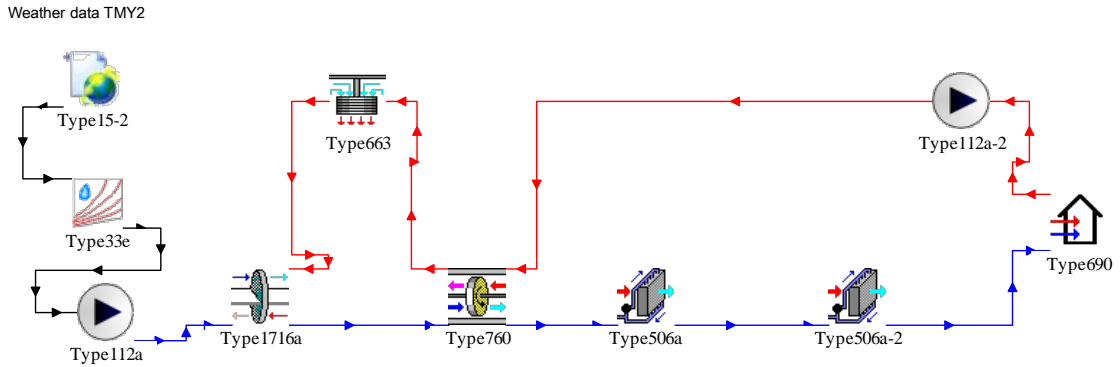 Weather data TMY2
Type15-2
Type663
Type112a-2
Type33e
Type690
Type112a
Type1716a
Type760
Type506a
Type506a-2